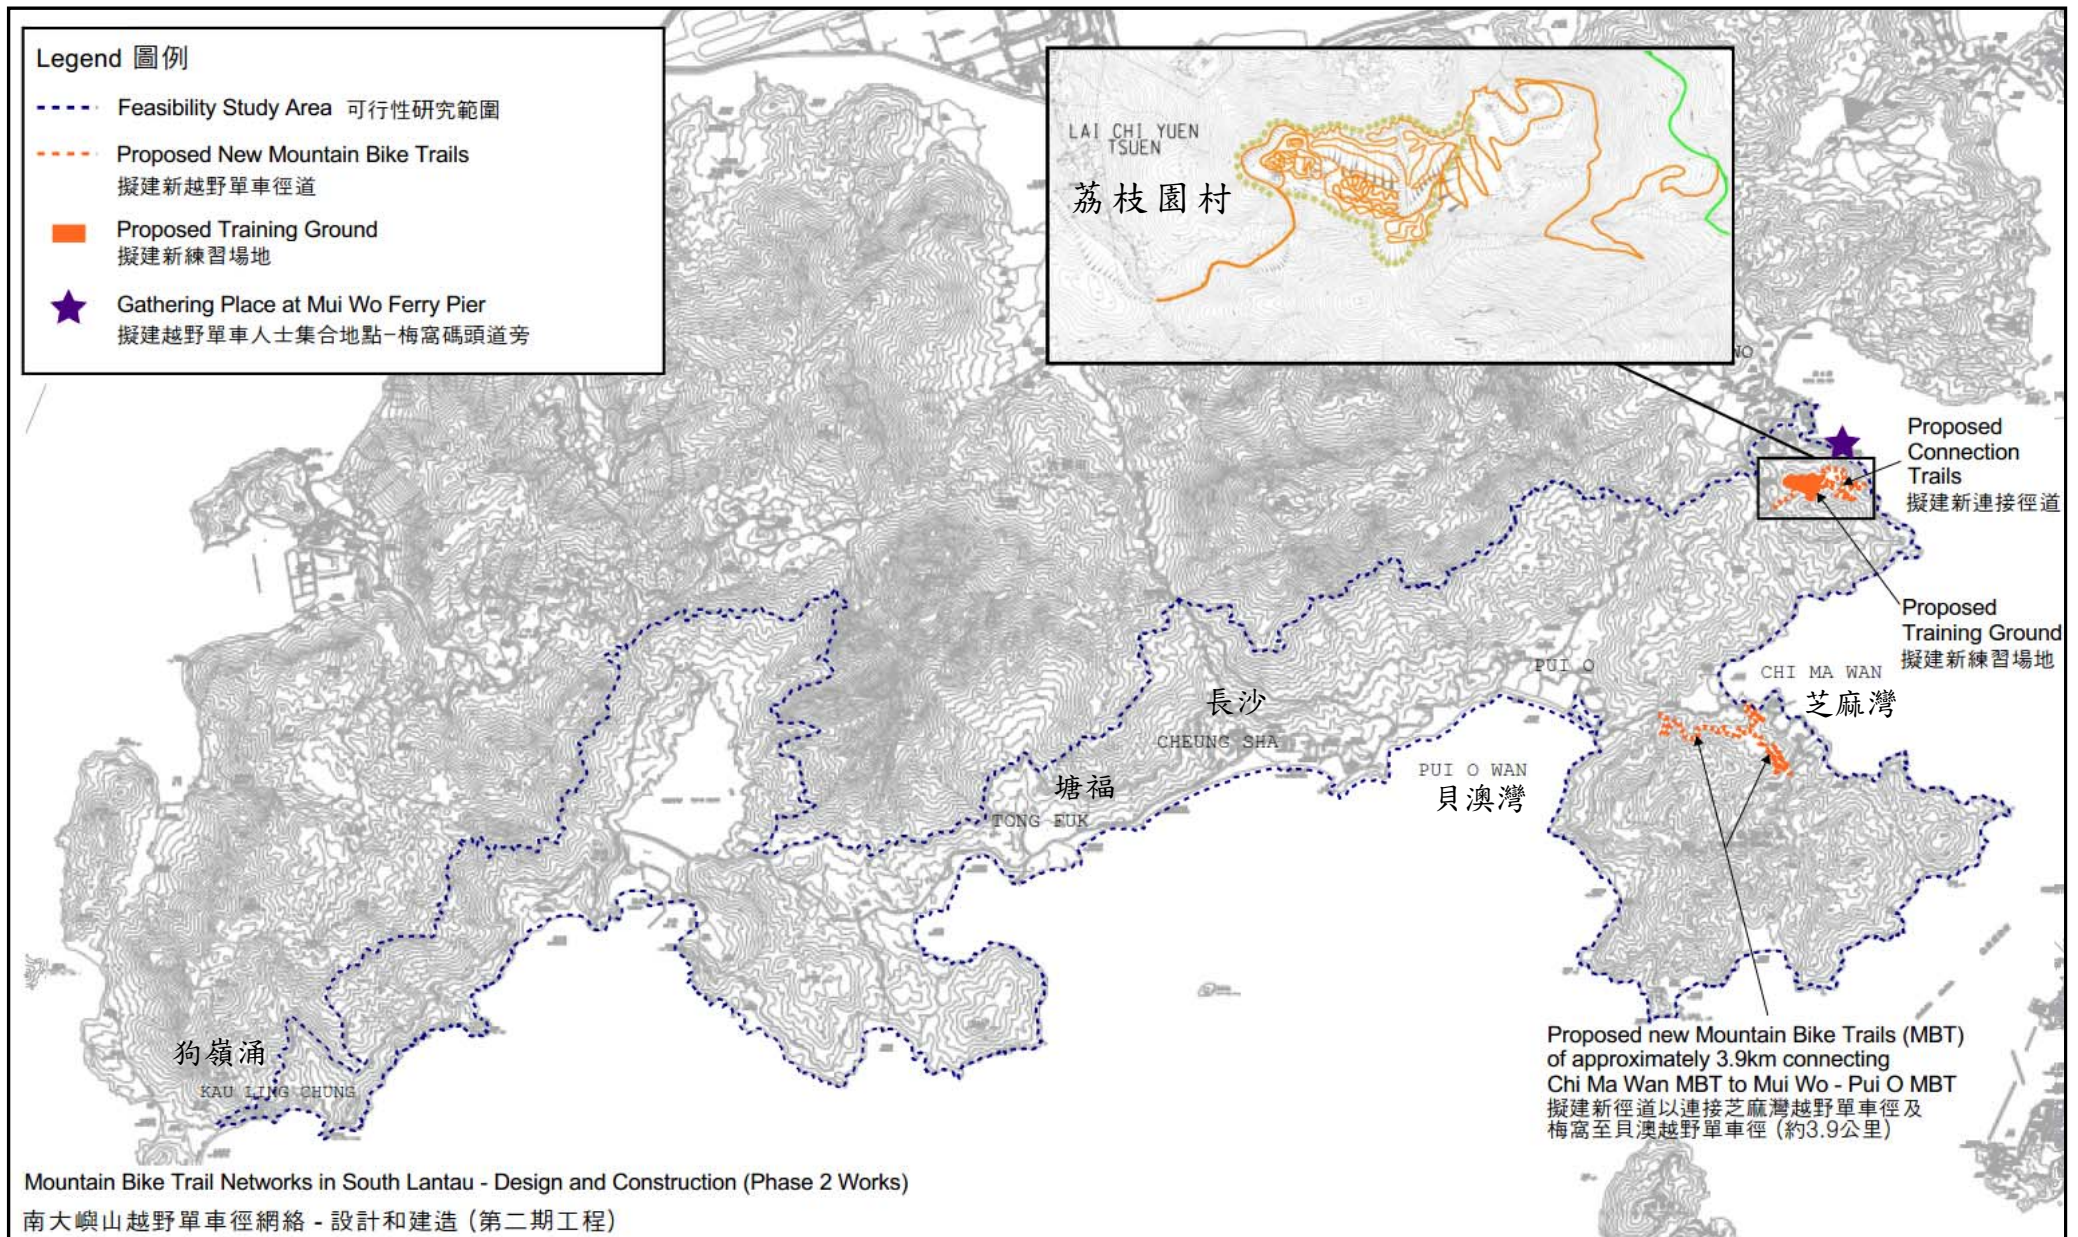 Legend 圖例
Feasibility Study Area 可行性研究範圍
Proposed New Mountain Bike Trails
擬建新越野單車徑道
Proposed Training Ground
擬建新練習場地
Gathering Place at Mui Wo Ferry Pier
擬建越野單車人士集合地點-梅窩碼頭道旁
LAI CHI YUEN
TSUEN
荔枝園村
Proposed
Connection
Trails
擬建新連接徑道
Proposed
Training Ground
擬建新練習場地
PUI O
CHI MA WAN
芝麻灣
長沙
CHEUNG SHA
PUI O WAN
貝澳灣
塘福
TONG FUK
狗嶺涌
KAU LING CHUNG
Proposed new Mountain Bike Trails (MBT)
of approximately 3.9km connecting
Chi Ma Wan MBT to Mui Wo - Pui O MBT
擬建新徑道以連接芝麻灣越野單車徑及
梅窩至貝澳越野單車徑 (約3.9公里)
Mountain Bike Trail Networks in South Lantau - Design and Construction (Phase 2 Works)
南大嶼山越野單車徑網絡 - 設計和建造 (第二期工程)